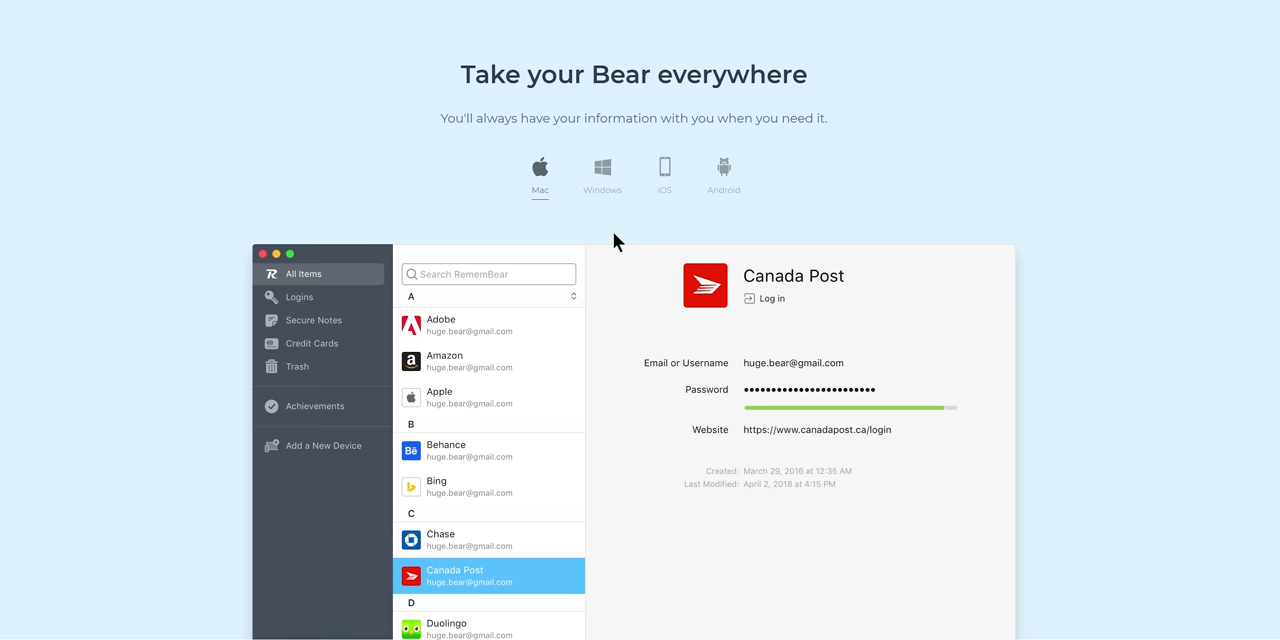 Take your Bear everywhere
You'll always have your information with you when you need it.
Mac
Windows
iOS
Android
All Items
Logins
Secure Notes
Credit Cards
Trash
Achievements
Add a New Device
Search RememBear
A
Adobe
huge.bear@gmail.com
Amazon
huge.bear@gmail.com
Apple
huge.bear@gmail.com
B
Behance
huge.bear@gmail.com
Bing
huge.bear@gmail.com
C
Chase
huge.bear@gmail.com
Canada Post
huge.bear@gmail.com
D
Duolingo
huge.bear@gmail.com
Canada Post
Log in
Email or Username huge.bear@gmail.com
Password ••••••••••••••••••••••••
Website https://www.canadapost.ca/login
Created: March 29, 2016 at 12:35 AM
Last Modified: April 2, 2018 at 4:15 PM